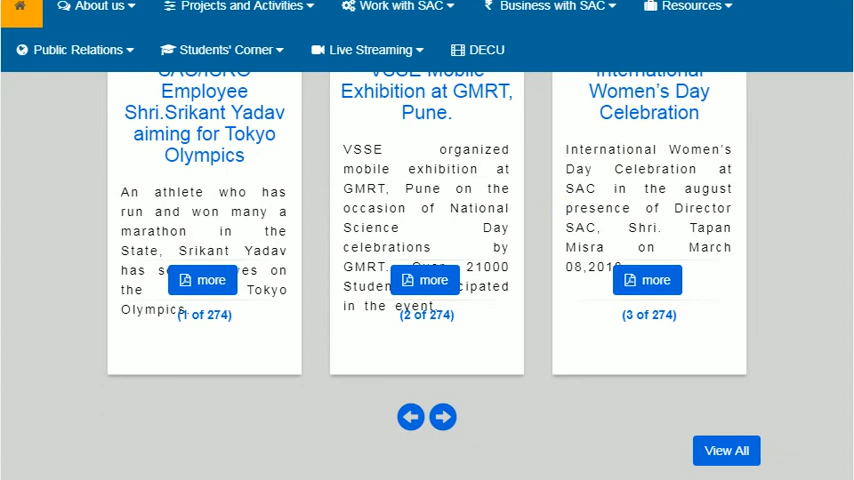 About us
Projects and Activities
Work with SAC
Business with SAC
Resources
Public Relations
Students' Corner
Live Streaming
DECU
SAC/ISRO
Employee
Shri.Srikant Yadav
aiming for Tokyo
Olympics
An athlete who has
run and won many a
marathon in the
State, Srikant Yadav
has on
the Tokyo
Olympics.
more
(1 of 274)
VSSE Mobile
Exhibition at GMRT,
Pune.
VSSE organized
mobile exhibition at
GMRT, Pune on the
occasion of National
Science Day
celebrations by
GMRT. Over 21000
in the event.
more
(2 of 274)
International
Women's Day
Celebration
International Women's
Day Celebration at
SAC in the august
presence of Director
SAC, Shri. Tapan
Misra on March
more
(3 of 274)
View All